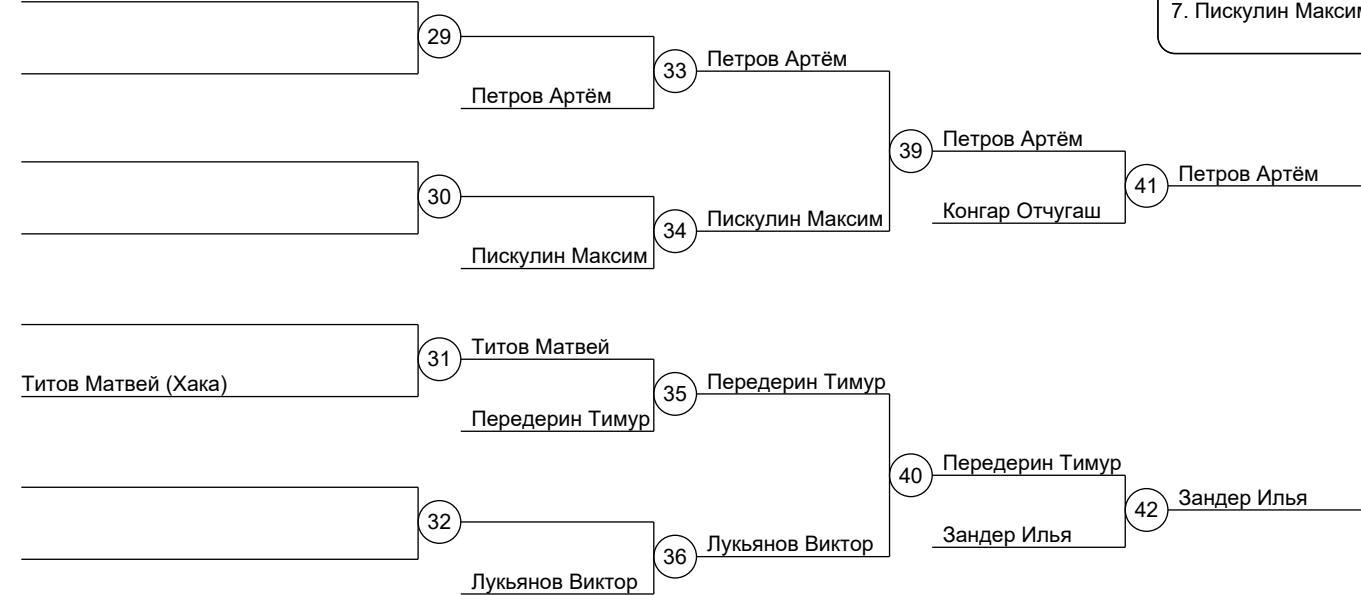 7. Пискулин Максим
29
33
Петров Артём
Петров Артём
39
Петров Артём
41
Петров Артём
30
Конгар Отчугаш
34
Пискулин Максим
Пискулин Максим
31
Титов Матвей
Титов Матвей (Хака)
35
Передерин Тимур
Передерин Тимур
40
Передерин Тимур
42
Зандер Илья
32
Зандер Илья
36
Лукьянов Виктор
Лукьянов Виктор